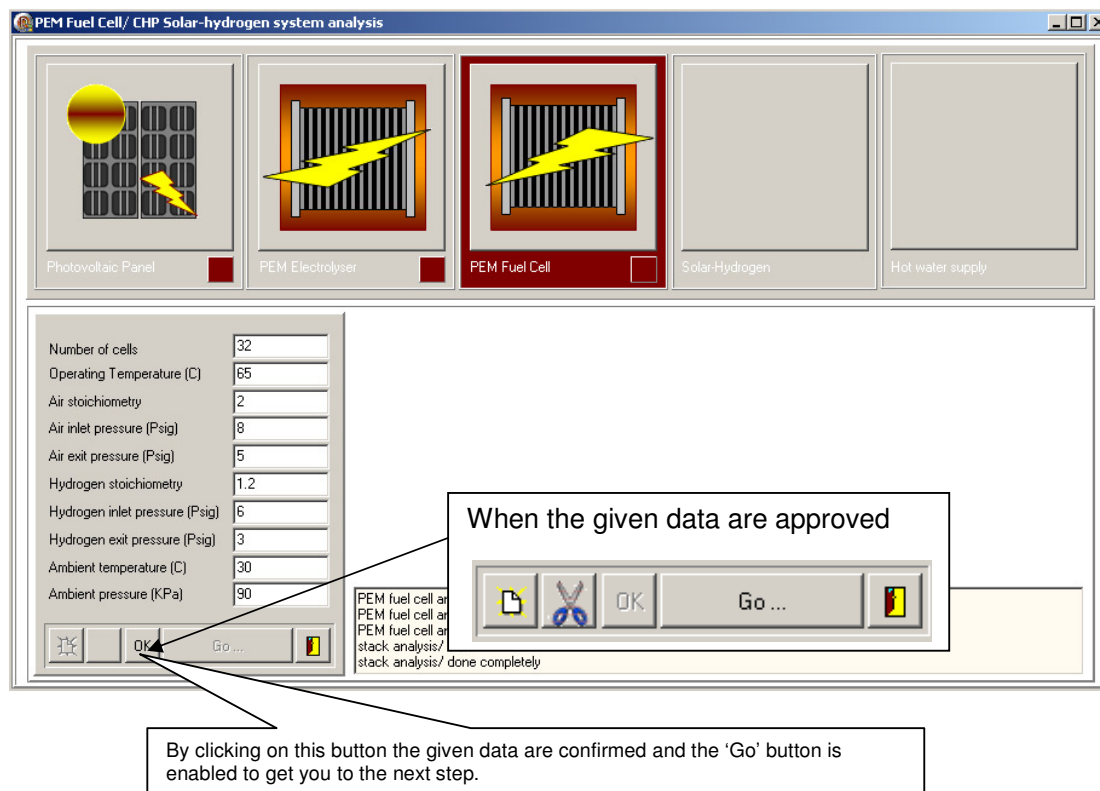 PEM Fuel Cell/ CHP Solar-hydrogen system analysis
Photovoltaic Panel
PEM Electrolyser
PEM Fuel Cell
Solar-Hydrogen
Hot water supply
Number of cells 32
Operating Temperature (C) 65
Air stoichiometry 2
Air inlet pressure (Psig) 8
Air exit pressure (Psig) 5
Hydrogen stoichiometry 1.2
Hydrogen inlet pressure (Psig) 6
Hydrogen exit pressure (Psig) 3
Ambient temperature (C) 30
Ambient pressure (KPa) 90
OK Go ...
When the given data are approved
OK Go ...
PEM fuel cell
PEM fuel cell
PEM fuel cell
stack analysis/
stack analysis/ done completely
By clicking on this button the given data are confirmed and the ‘Go’ button is
enabled to get you to the next step.